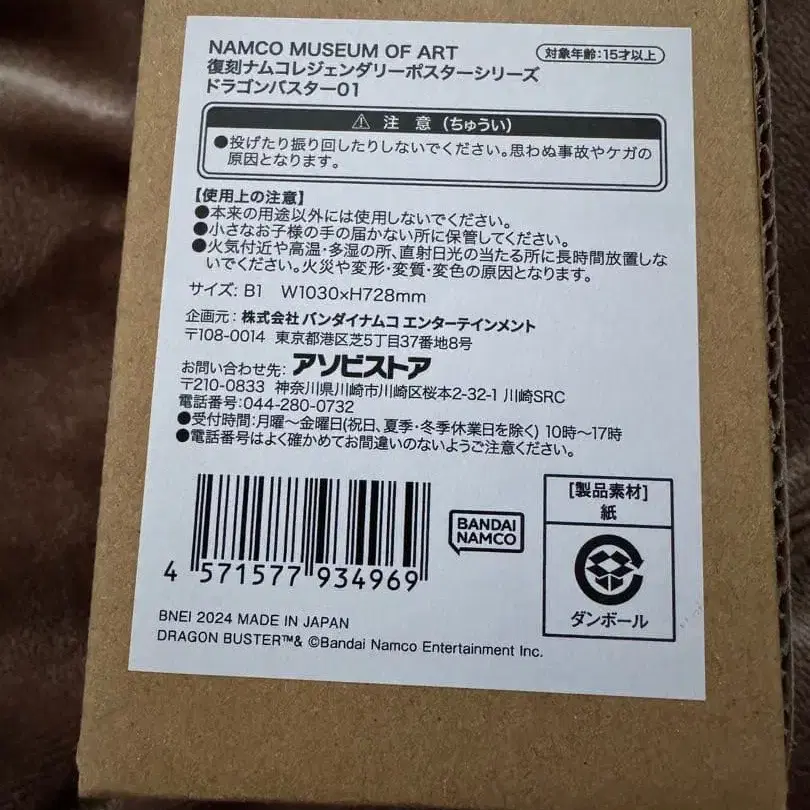 NAMCO MUSEUM OF ART
対象年齢:15才以上
復刻ナムコレジェンダリーポスターシリーズ
ドラゴンバスター01
⚠ 注 意 (ちゅうい)
●投げたり振り回したりしないでください。思わぬ事故やケガの
原因となります。
【使用上の注意】
●本来の用途以外には使用しないでください。
●小さなお子様の手の届かない所に保管してください。
●火気付近や高温・多湿の所、直射日光の当たる所に長時間放置しな
いでください。火災や変形・変質・変色の原因となります。
サイズ: B1 W1030×H728mm
企画元: 株式会社 バンダイナムコ エンターテインメント
〒108-0014 東京都港区芝5丁目37番地8号
お問い合わせ先: アソビストア
〒210-0833 神奈川県川崎市川崎区桜本2-32-1 川崎SRC
電話番号:044-280-0732
●受付時間:月曜〜金曜日(祝日、夏季・冬季休業日を除く) 10時〜17時
●電話番号はよく確かめてお間違いのないようご注意ください。
4 571577 934969
BANDAI
NAMCO
[製品素材]
紙
ダンボール
BNEI 2024 MADE IN JAPAN
DRAGON BUSTER™& ©Bandai Namco Entertainment Inc.